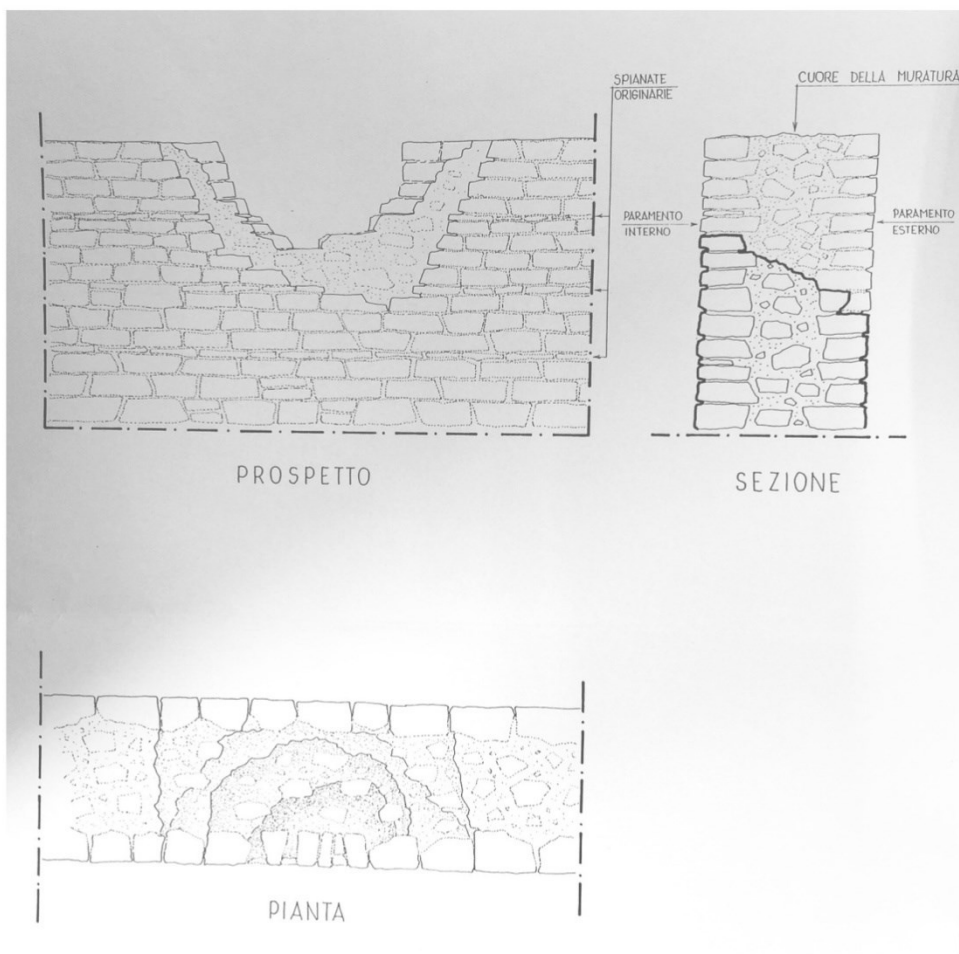 SPIANATE
ORIGINARIE
CUORE DELLA MURATURA
PARAMENTO
INTERNO
PARAMENTO
ESTERNO
PROSPETTO
SEZIONE
PIANTA